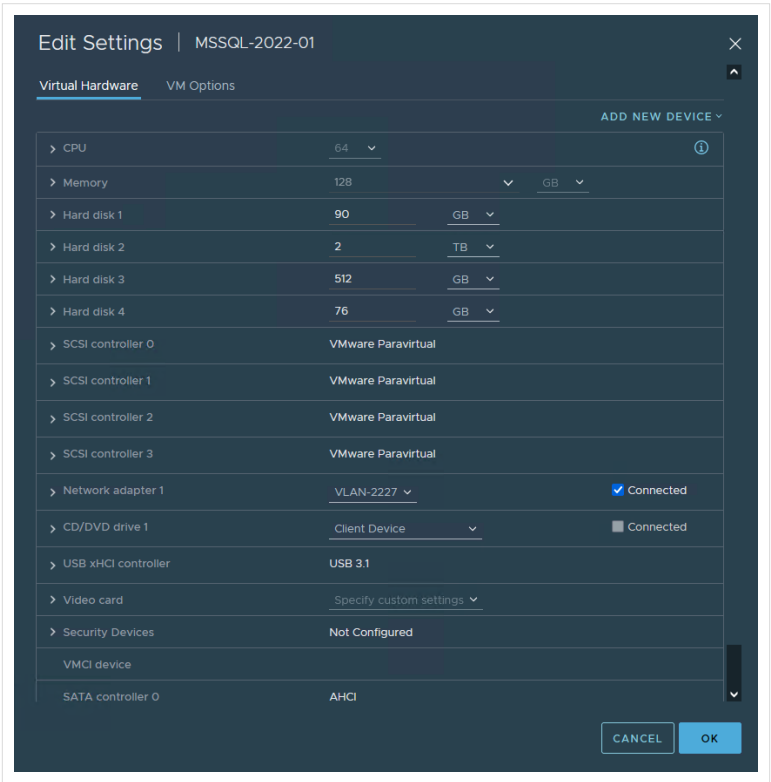 Edit Settings | MSSQL-2022-01
Virtual Hardware VM Options
ADD NEW DEVICE
CPU 64
Memory 128 GB
Hard disk 1 90 GB
Hard disk 2 2 TB
Hard disk 3 512 GB
Hard disk 4 76 GB
SCSI controller 0 VMware Paravirtual
SCSI controller 1 VMware Paravirtual
SCSI controller 2 VMware Paravirtual
SCSI controller 3 VMware Paravirtual
Network adapter 1 VLAN-2227 Connected
CD/DVD drive 1 Client Device Connected
USB xHCI controller USB 3.1
Video card Specify custom settings
Security Devices Not Configured
VMCI device
SATA controller 0 AHCI
CANCEL OK